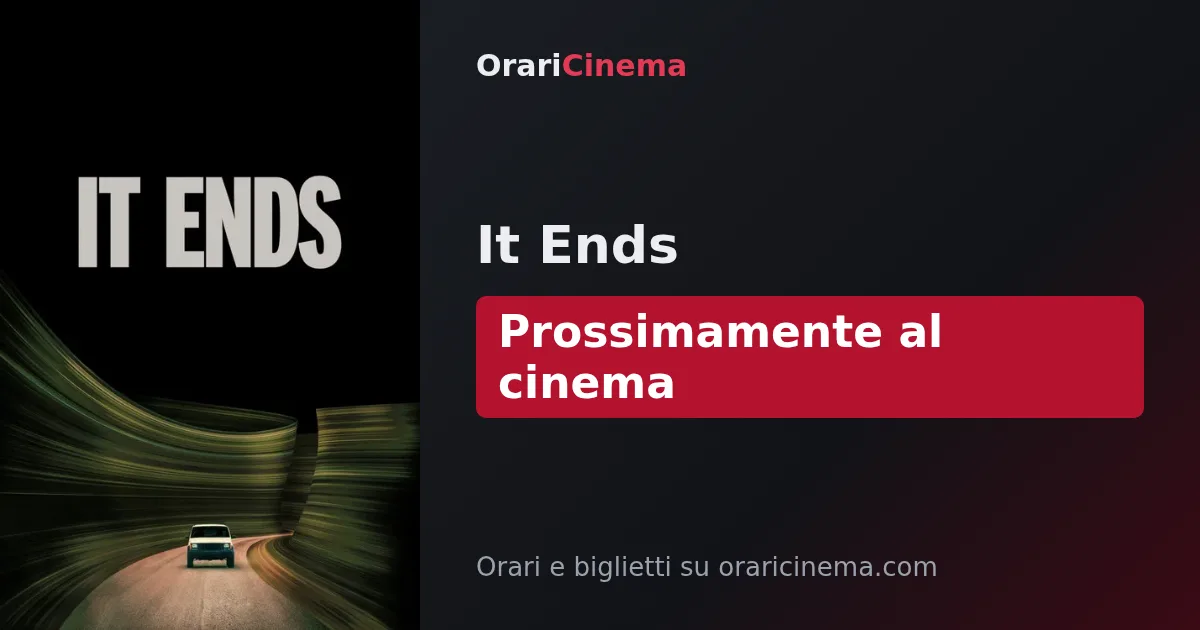 IT ENDS
OrariCinema
It Ends
Prossimamente al
cinema
Orari e biglietti su oraricinema.com